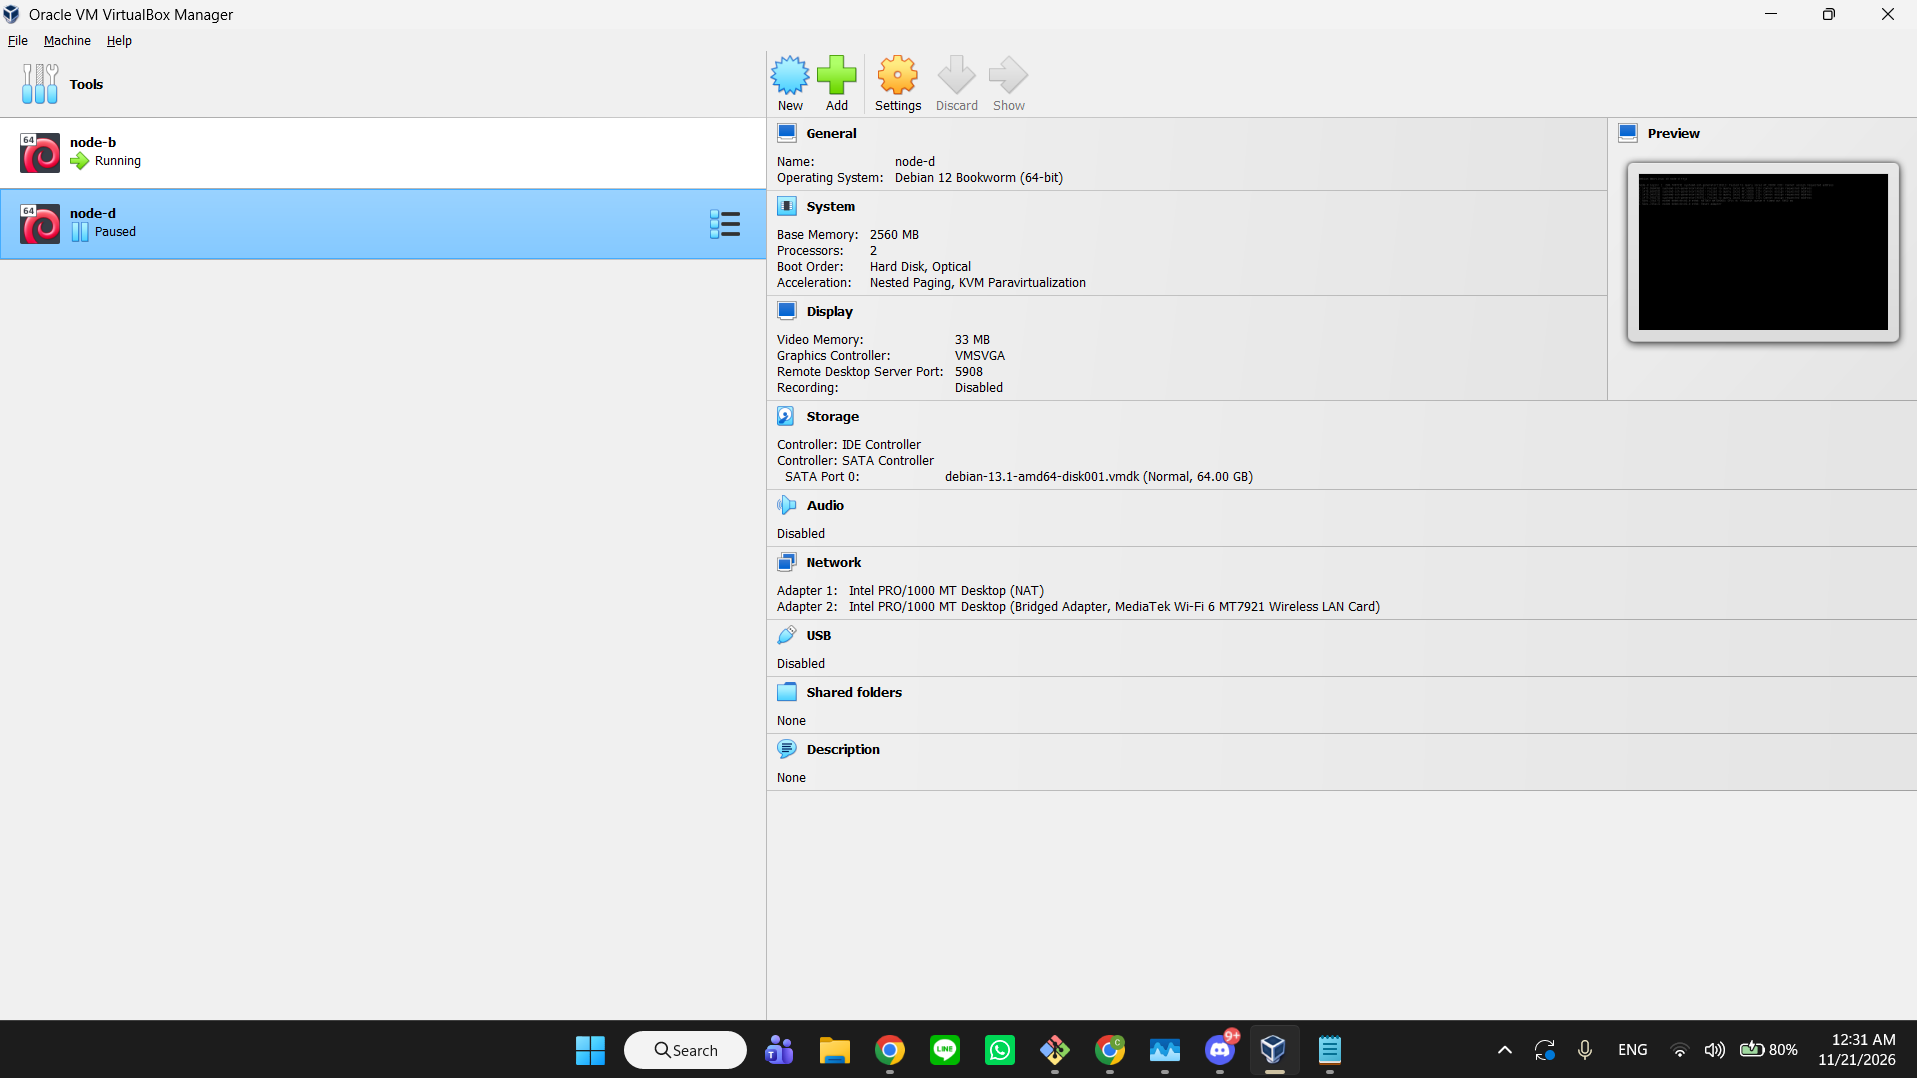 Oracle VM VirtualBox Manager
File Machine Help
Tools
New Add Settings Discard Show
64
node-b
Running
64
node-d
Paused
General
Name: node-d
Operating System: Debian 12 Bookworm (64-bit)
System
Base Memory: 2560 MB
Processors: 2
Boot Order: Hard Disk, Optical
Acceleration: Nested Paging, KVM Paravirtualization
Display
Video Memory: 33 MB
Graphics Controller: VMSVGA
Remote Desktop Server Port: 5908
Recording: Disabled
Preview
Storage
Controller: IDE Controller
Controller: SATA Controller
SATA Port 0: debian-13.1-amd64-disk001.vmdk (Normal, 64.00 GB)
Audio
Disabled
Network
Adapter 1: Intel PRO/1000 MT Desktop (NAT)
Adapter 2: Intel PRO/1000 MT Desktop (Bridged Adapter, MediaTek Wi-Fi 6 MT7921 Wireless LAN Card)
USB
Disabled
Shared folders
None
Description
None
Search
T
LINE
C
9+
ENG
80%
12:31 AM
11/21/2026